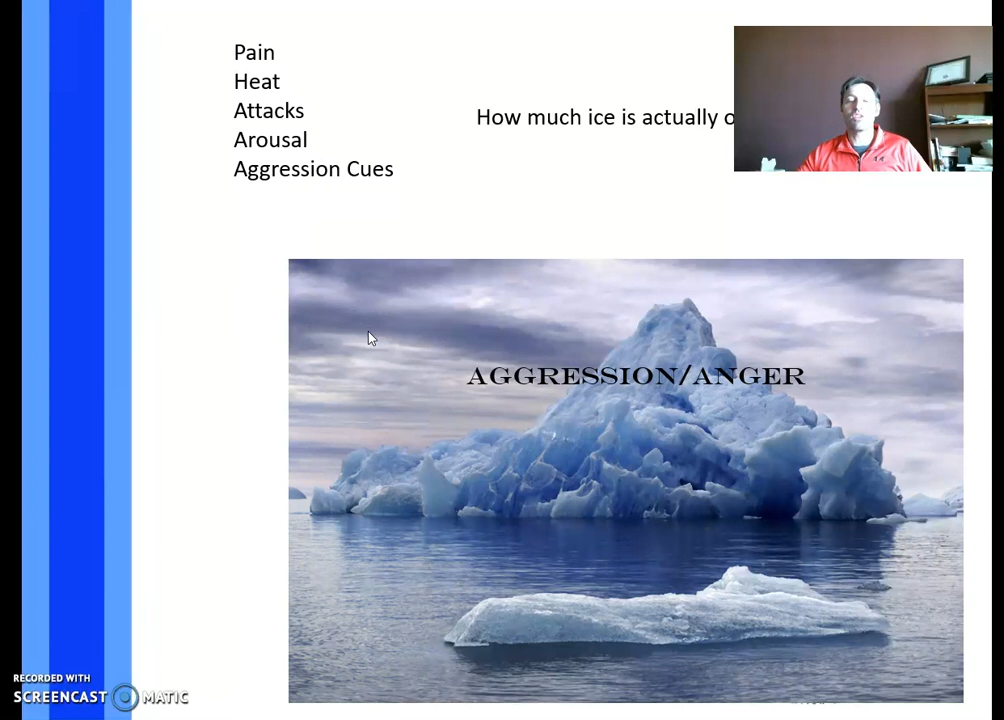 Pain
Heat
Attacks
Arousal
Aggression Cues
How much ice is actually
AGGRESSION/ANGER
RECORDED WITH
SCREENCAST MATIC